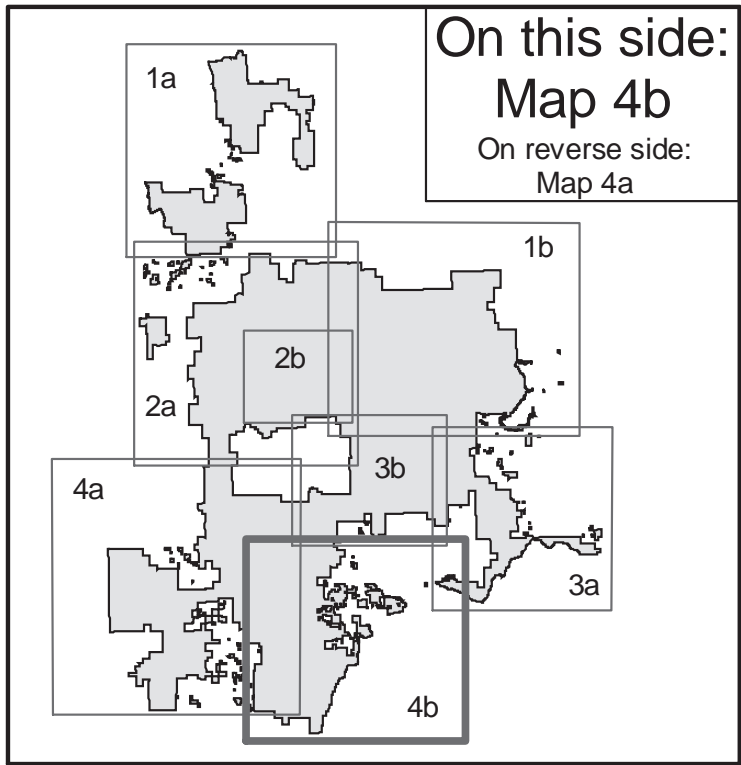 On this side:
Map 4b
On reverse side:
Map 4a
1a
1b
2b
2a
3b
4a
3a
4b